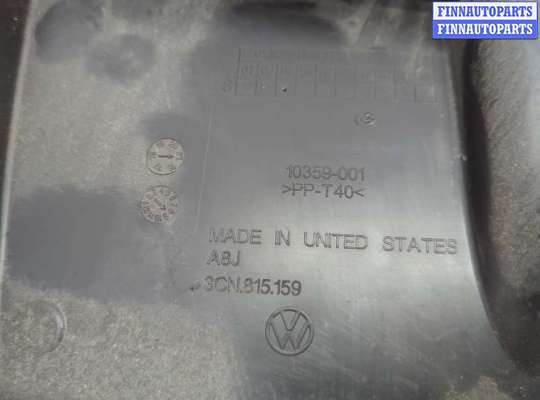 FINNAUTOPARTS
FINNAUTOPARTS
10359-001
>PP-T40<
MADE IN UNITED STATES
A8J
3CN.815.159